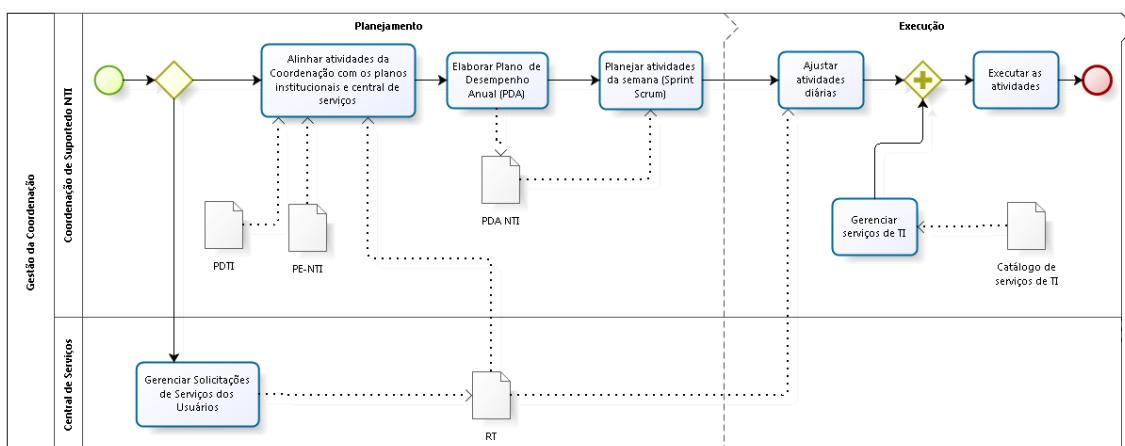 Planejamento
Execução
Gestão da Coordenação
Coordenação de Suportedo NTI
Alinhar atividades da
Coordenação com os planos
institucionais e central de
serviços
Elaborar Plano de
Desempenho
Anual (PDA)
Planejar atividades
da semana (Sprint
Scrum)
Ajustar
atividades
diárias
Executar as
atividades
PDTI
PE-NTI
PDA NTI
Gerenciar
serviços de TI
Catálogo de
serviços de TI
Central de Serviços
Gerenciar Solicitações
de Serviços dos
Usuários
RT